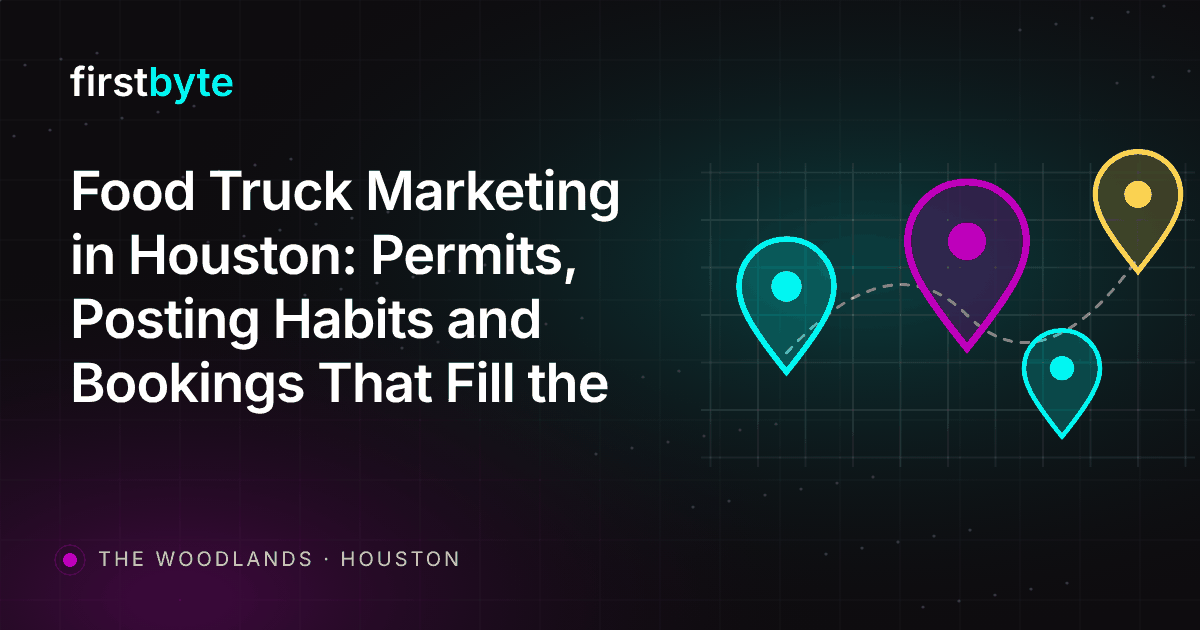 firstbyte
Food Truck Marketing
in Houston: Permits,
Posting Habits and
Bookings That Fill the
THE WOODLANDS · HOUSTON